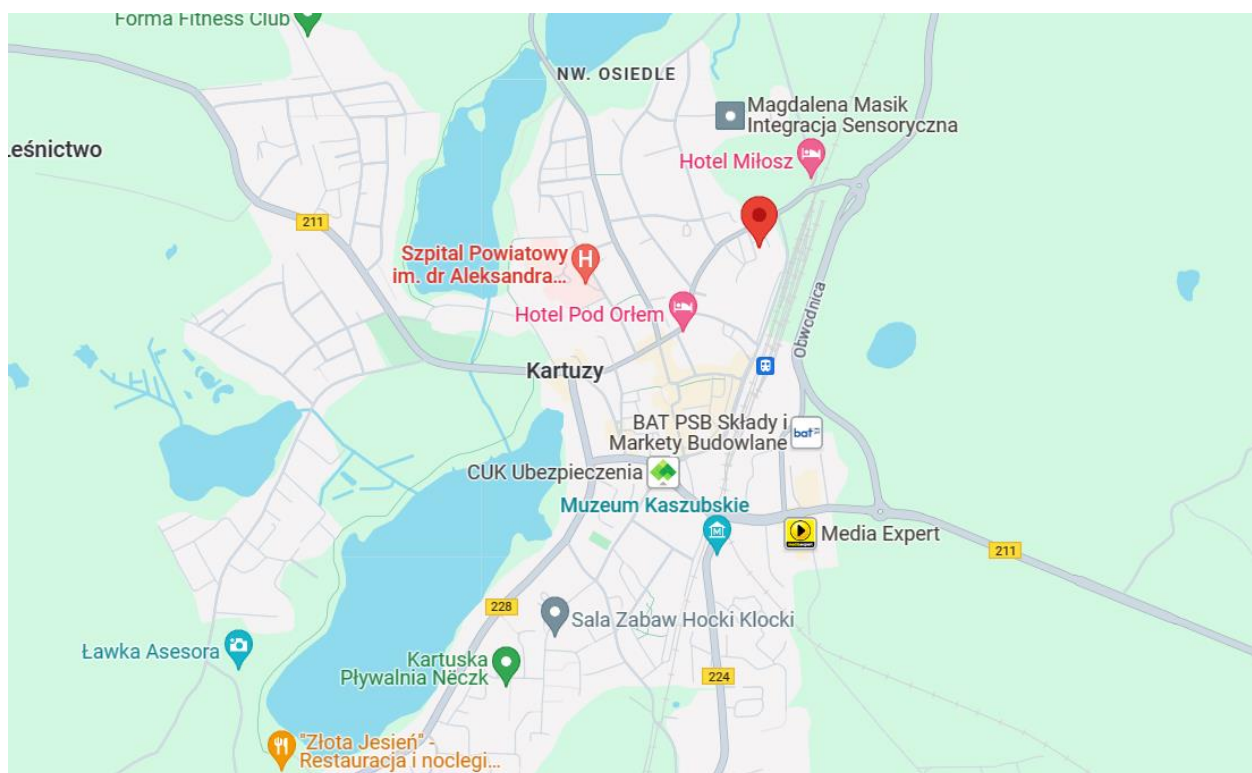 Forma Fitness Club
NW. OSIEDLE
Magdalena Masik
Integracja Sensoryczna
Leśnictwo
Hotel Miłosz
211
Szpital Powiatowy
im. dr Aleksandra...
H
Hotel Pod Orłem
Obwodnica
Kartuzy
BAT PSB Składy i
Markety Budowlane
bat
CUK Ubezpieczenia
Muzeum Kaszubskie
M
Media Expert
211
228
Sala Zabaw Hocki Klocki
Ławka Asesora
Kartuska
Pływalnia Nëczk
224
"Złota Jesień" -
Restauracja i noclegi...